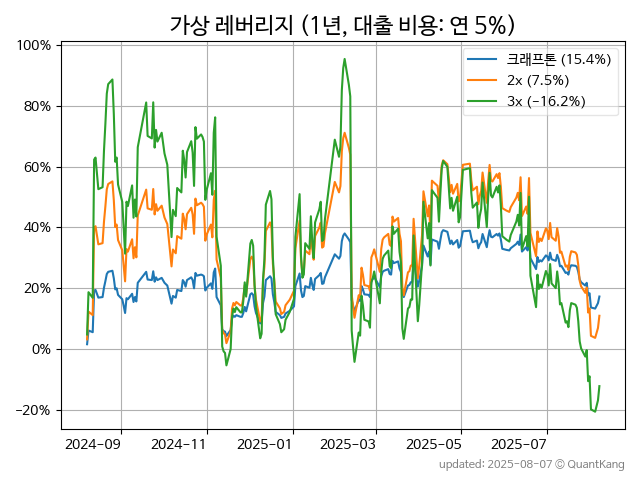 가상 레버리지 (1년, 대출 비용: 연 5%)
100%
80%
60%
40%
20%
0%
−20%
크래프톤 (15.4%)
2x (7.5%)
3x (−16.2%)
2024-09
2024-11
2025-01
2025-03
2025-05
2025-07
updated: 2025-08-07 © QuantKang